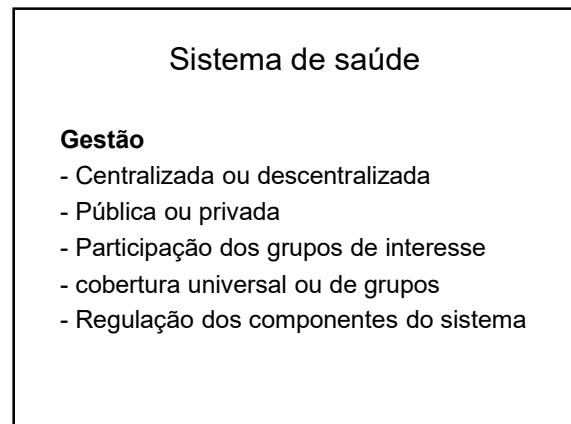 Sistema de saúde
Gestão
- Centralizada ou descentralizada
- Pública ou privada
- Participação dos grupos de interesse
- cobertura universal ou de grupos
- Regulação dos componentes do sistema